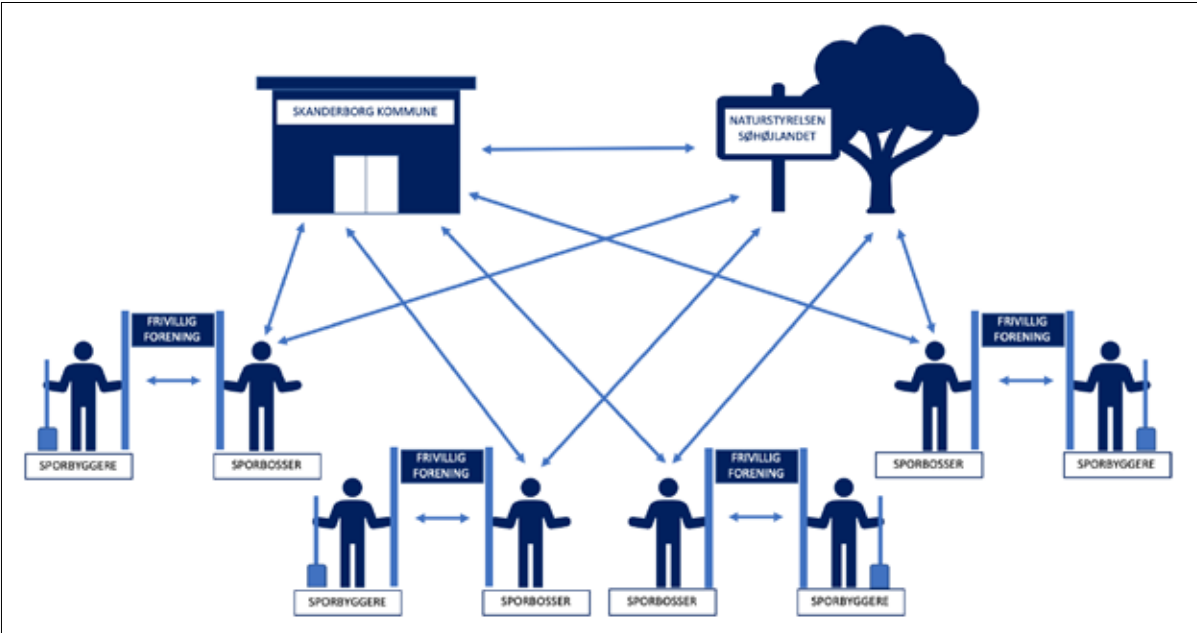 SKANDERBORG KOMMUNE
NATURSTYRELSEN
SØHØJLANDET
FRIVILLIG
FORENING
SPORBYGGERE
SPORBOSSER
FRIVILLIG
FORENING
SPORBYGGERE
SPORBOSSER
FRIVILLIG
FORENING
SPORBOSSER
SPORBYGGERE
FRIVILLIG
FORENING
SPORBOSSER
SPORBYGGERE